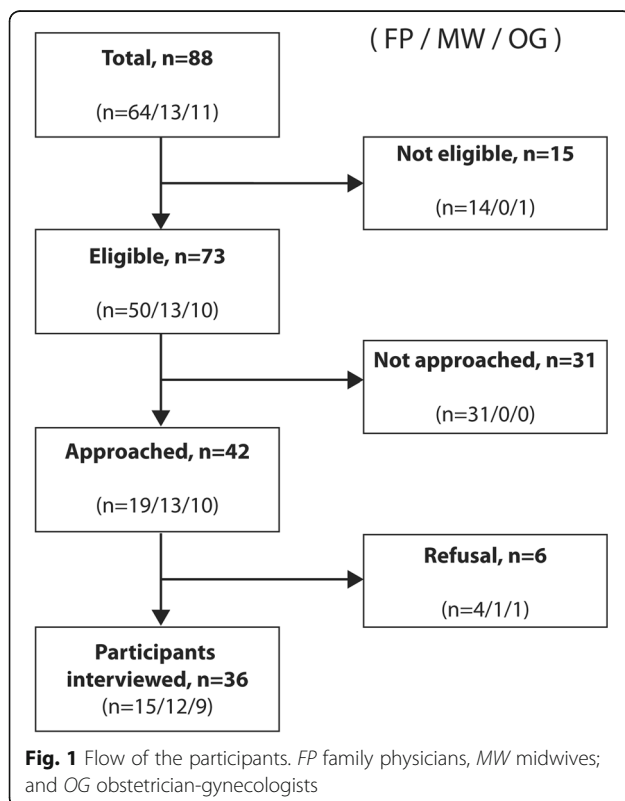 ( FP / MW / OG )
Total, n=88
(n=64/13/11)
Not eligible, n=15
(n=14/0/1)
Eligible, n=73
(n=50/13/10)
Not approached, n=31
(n=31/0/0)
Approached, n=42
(n=19/13/10)
Refusal, n=6
(n=4/1/1)
Participants
interviewed, n=36
(n=15/12/9)
Fig. 1 Flow of the participants. FP family physicians, MW midwives;
and OG obstetrician-gynecologists